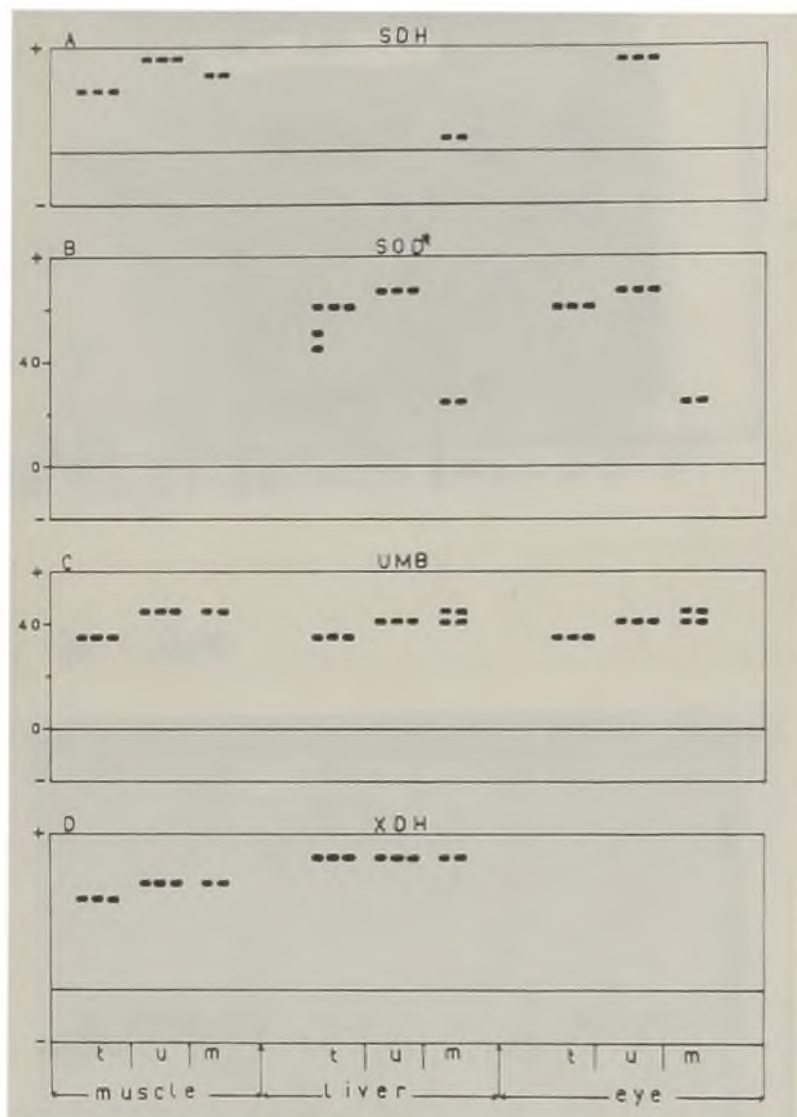 + A SDH
-
B SOD*
+
40
0
-
+ C UMB
40
0
-
+ D XDH
-
t u m t u m t u m
muscle liver eye